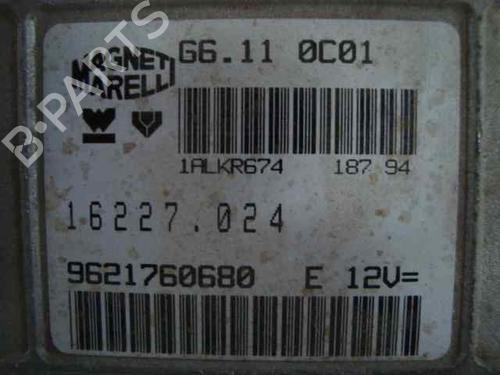 MAGNETI MARELLI
G6.11 0C01
1ALKR674 187 94
16227.024
9621760680 E 12V=
B-PARTS